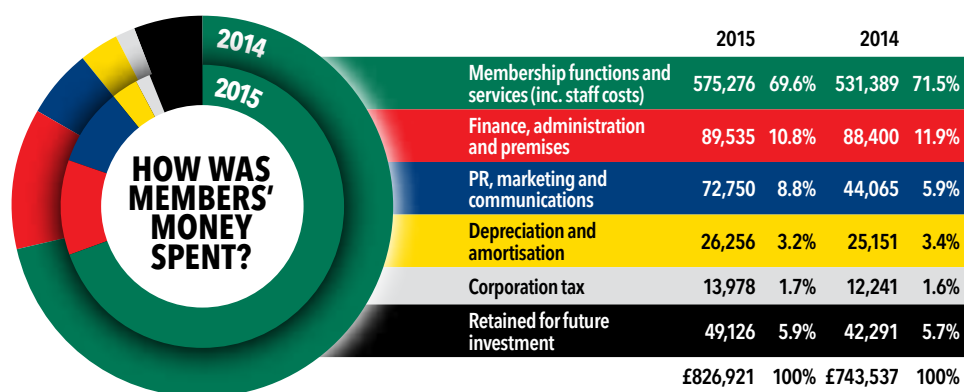 2014
2015
HOW WAS
MEMBERS'
MONEY
SPENT?
2015 2014
Membership functions and
services (inc. staff costs) 575,276 69.6% 531,389 71.5%
Finance, administration
and premises 89,535 10.8% 88,400 11.9%
PR, marketing and
communications 72,750 8.8% 44,065 5.9%
Depreciation and
amortisation 26,256 3.2% 25,151 3.4%
Corporation tax 13,978 1.7% 12,241 1.6%
Retained for future
investment 49,126 5.9% 42,291 5.7%
£826,921 100% £743,537 100%